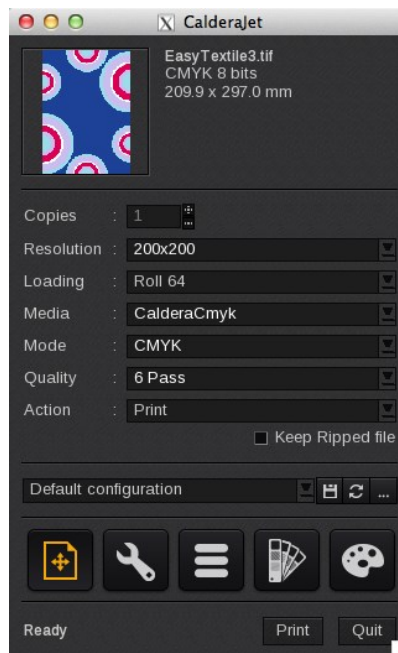 CalderaJet
EasyTextile3.tif
CMYK 8 bits
209.9 x 297.0 mm
Copies : 1
Resolution : 200x200
Loading : Roll 64
Media : CalderaCmyk
Mode : CMYK
Quality : 6 Pass
Action : Print
Keep Ripped file
Default configuration ...
Ready Print Quit